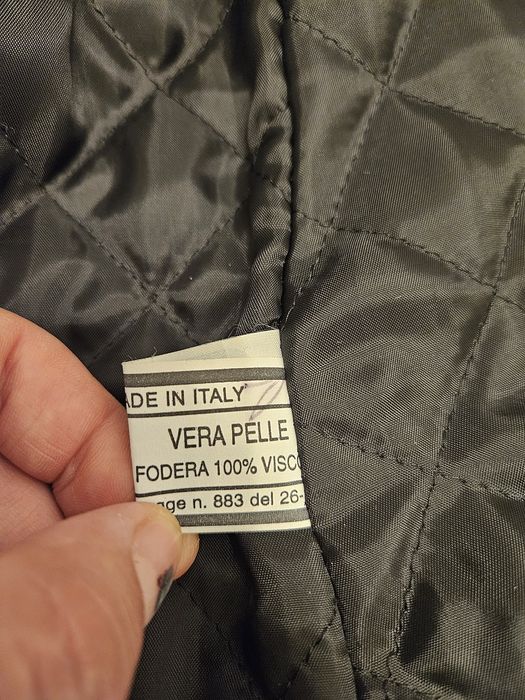 ADE IN ITALY
VERA PELLE
FODERA 100% VISCO
gge n. 883 del 26-